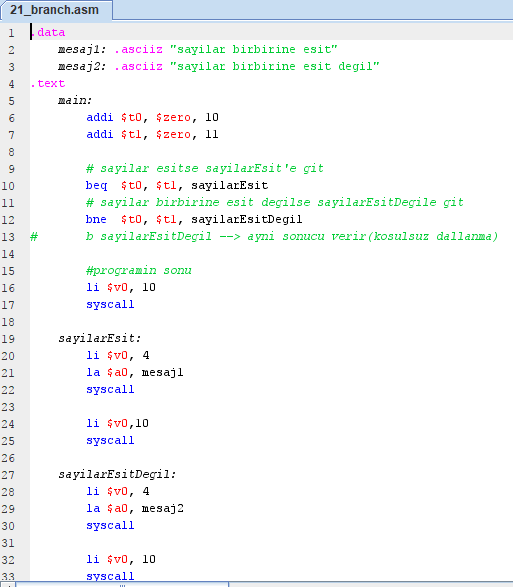 21_branch.asm
1 .data
2 mesaj1: .asciiz "sayilar birbirine esit"
3 mesaj2: .asciiz "sayilar birbirine esit degil"
4 .text
5 main:
6 addi $t0, $zero, 10
7 addi $t1, $zero, 11
8
9 # sayilar esitse sayilarEsit'e git
10 beq $t0, $t1, sayilarEsit
11 # sayilar birbirine esit degilse sayilarEsitDegile git
12 bne $t0, $t1, sayilarEsitDegil
13 # b sayilarEsitDegil --> ayni sonucu verir(kosulsuz dallanma)
14
15 #programin sonu
16 li $v0, 10
17 syscall
18
19 sayilarEsit:
20 li $v0, 4
21 la $a0, mesaj1
22 syscall
23
24 li $v0,10
25 syscall
26
27 sayilarEsitDegil:
28 li $v0, 4
29 la $a0, mesaj2
30 syscall
31
32 li $v0, 10
33 syscall